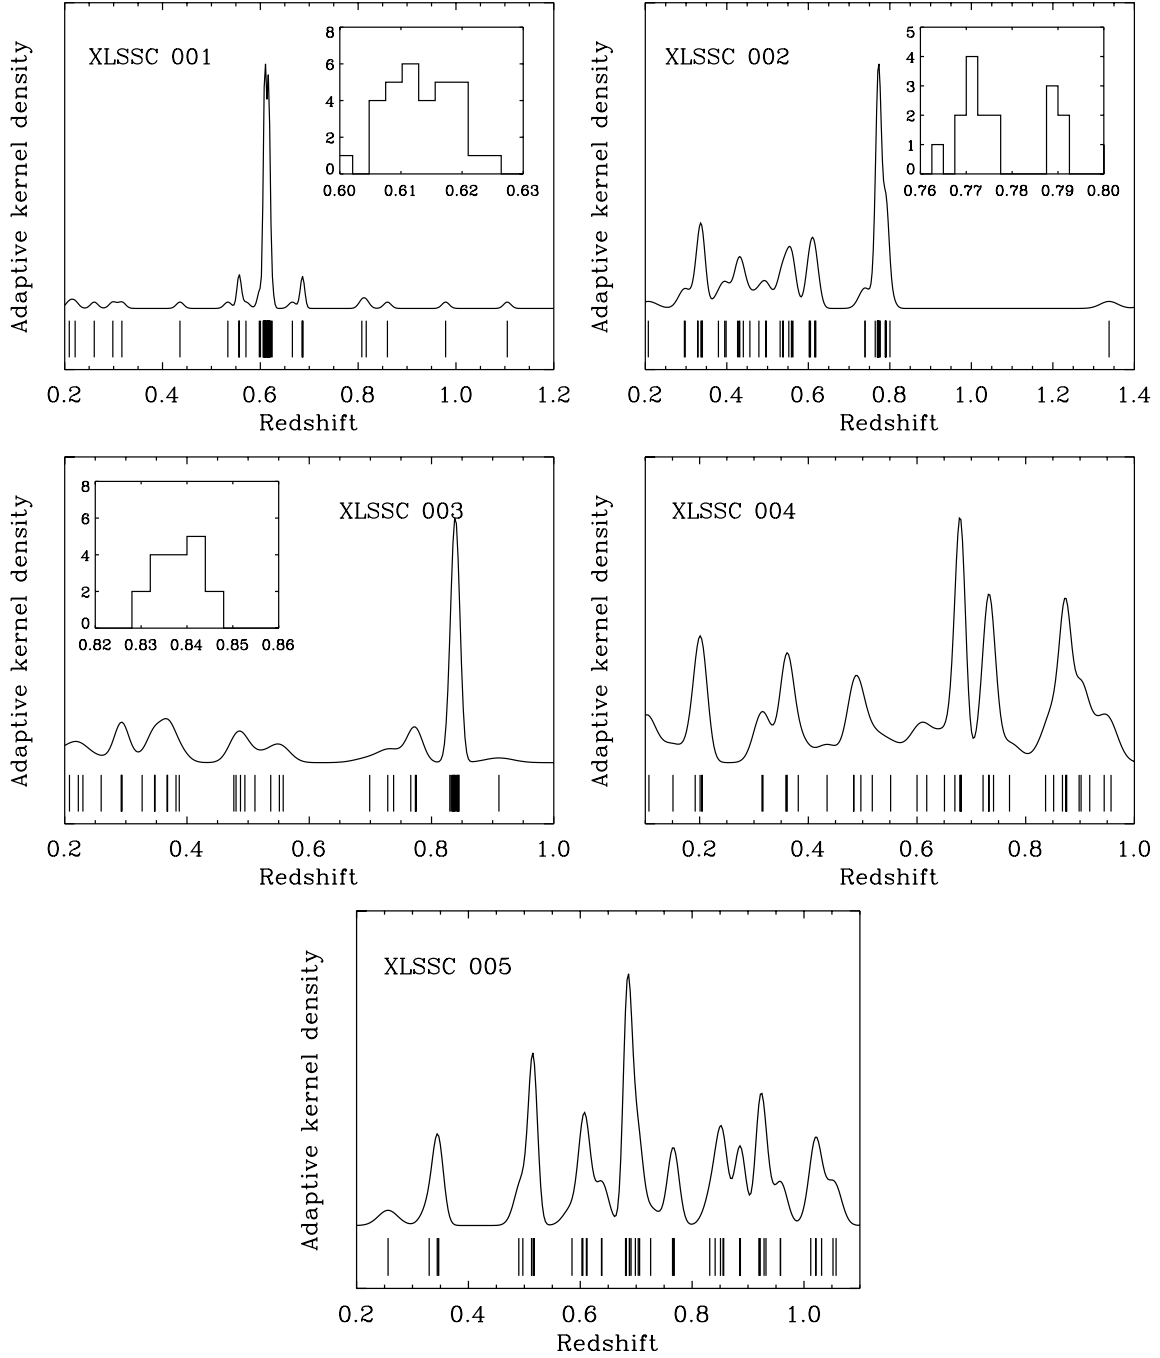 XLSSC 001
Adaptive kernel density
8
6
4
2
0
0.60 0.61 0.62 0.63
0.2 0.4 0.6 0.8 1.0 1.2
Redshift
XLSSC 002
Adaptive kernel density
5
4
3
2
1
0
0.76 0.77 0.78 0.79 0.80
0.2 0.4 0.6 0.8 1.0 1.2 1.4
Redshift
XLSSC 003
Adaptive kernel density
8
6
4
2
0
0.82 0.83 0.84 0.85 0.86
0.2 0.4 0.6 0.8 1.0
Redshift
XLSSC 004
Adaptive kernel density
0.2 0.4 0.6 0.8 1.0
Redshift
XLSSC 005
Adaptive kernel density
0.2 0.4 0.6 0.8 1.0
Redshift